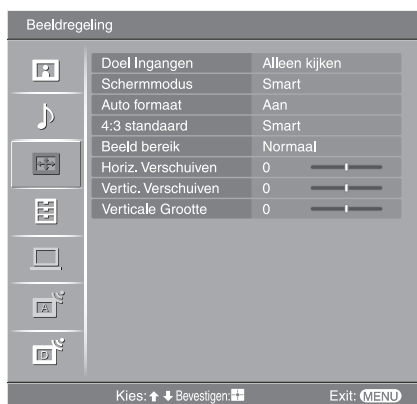 Beeldregeling
Doel Ingangen Alleen kijken
Schermmodus Smart
Auto formaat Aan
4:3 standaard Smart
Beeld bereik Normaal
Horiz. Verschuiven 0
Vertic. Verschuiven 0
Verticale Grootte 0
A
D
Kies: Bevestigen: Exit: MENU